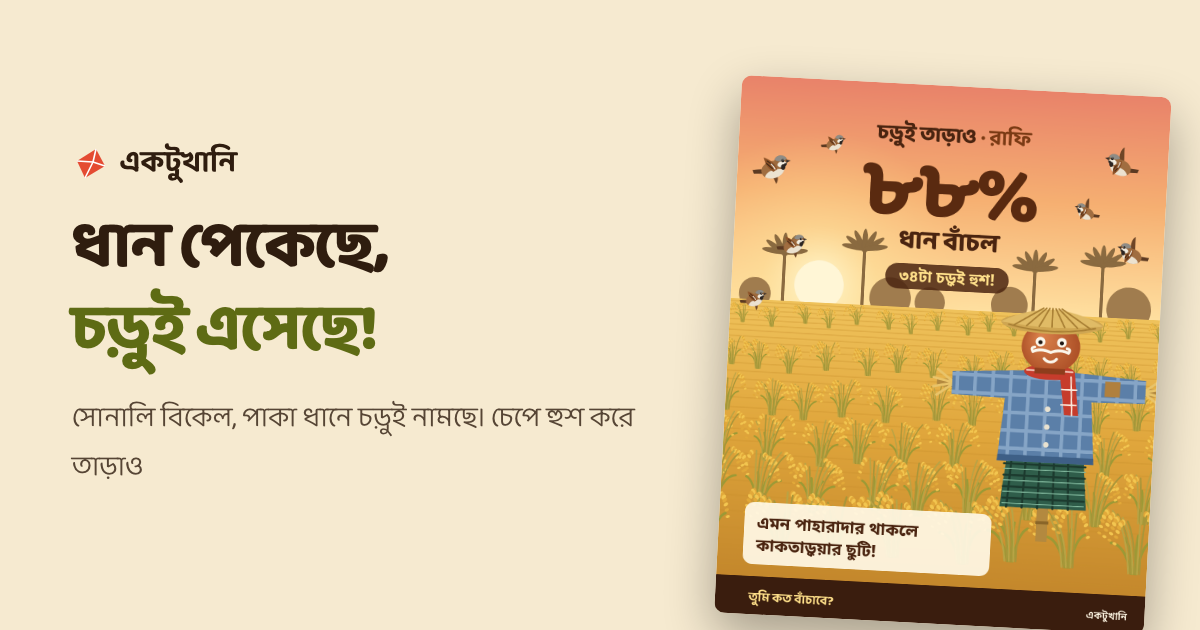 একটুখানি
ধান পেকেছে,
চড়ুই এসেছে!
সোনালি বিকেল, পাকা ধানে চড়ুই নামছে। চেপে হুশ করে
তাড়াও
চড়ুই তাড়াও · রাফি
৮৮%
ধান বাঁচল
৩৪টা চড়ুই হুশ!
এমন পাহারাদার থাকলে
কাকতাড়ুয়ার ছুটি!
তুমি কত বাঁচাবে?
একটুখানি